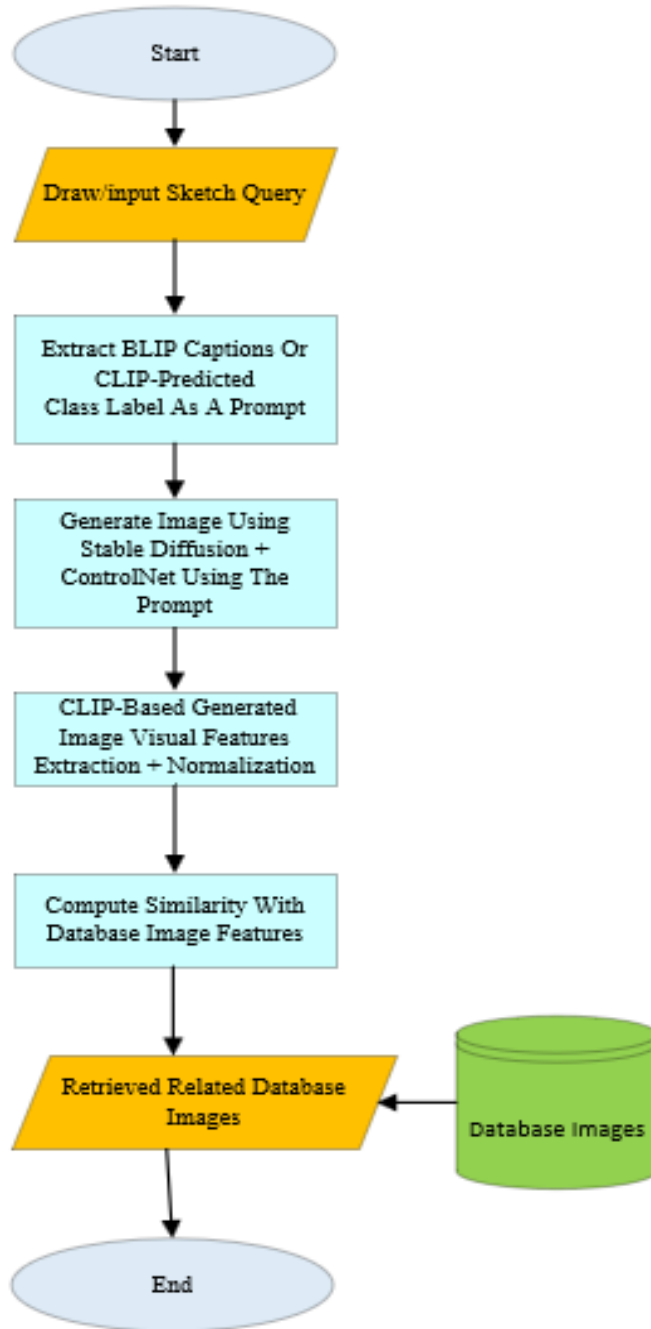 Start
Draw/input Sketch Query
Extract BLIP Captions Or
CLIP-Predicted
Class Label As A Prompt
Generate Image Using
Stable Diffusion +
ControlNet Using The
Prompt
CLIP-Based Generated
Image Visual Features
Extraction + Normalization
Compute Similarity With
Database Image Features
Retrieved Related Database
Images
Database Images
End